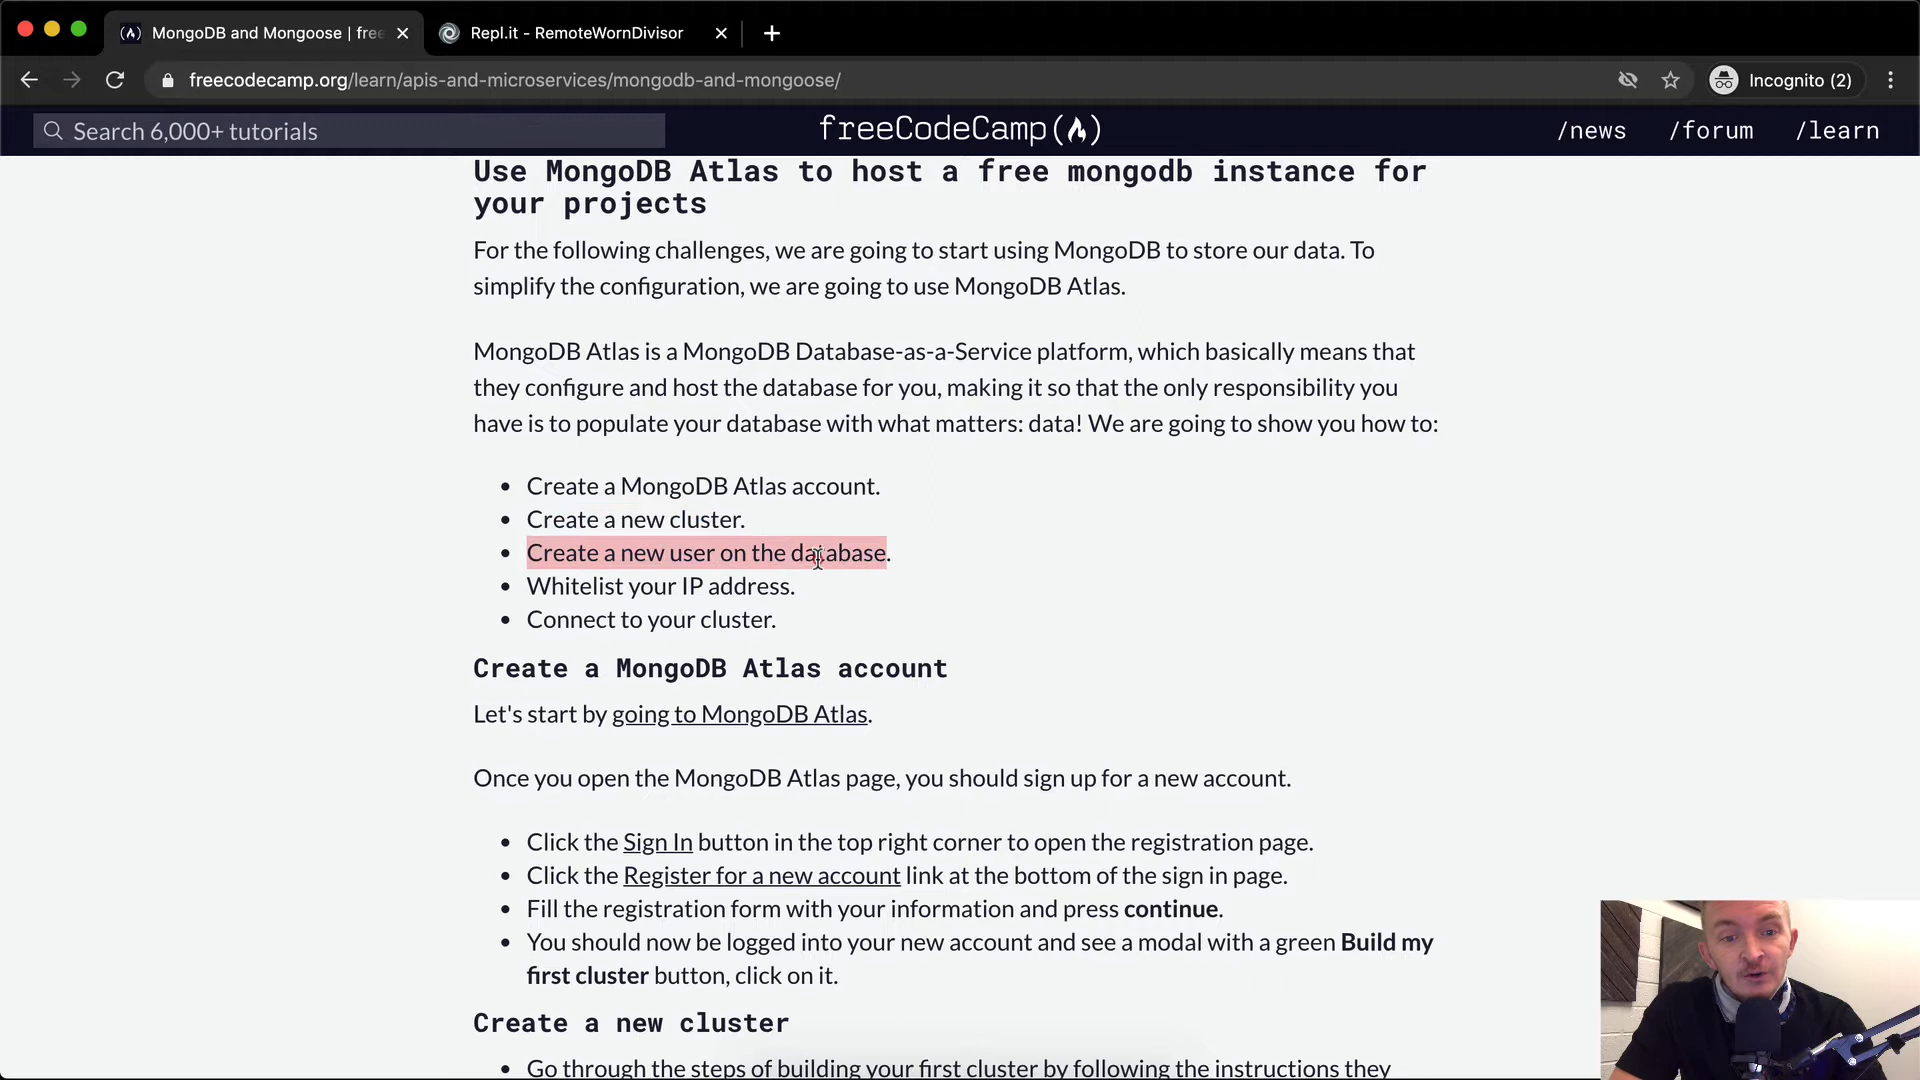 MongoDB and Mongoose | free
Repl.it - RemoteWornDivisor
freecodecamp.org/learn/apis-and-microservices/mongodb-and-mongoose/
Incognito (2)
Search 6,000+ tutorials
freeCodeCamp(🔥)
/news /forum /learn
Use MongoDB Atlas to host a free mongodb instance for
your projects
For the following challenges, we are going to start using MongoDB to store our data. To
simplify the configuration, we are going to use MongoDB Atlas.
MongoDB Atlas is a MongoDB Database-as-a-Service platform, which basically means that
they configure and host the database for you, making it so that the only responsibility you
have is to populate your database with what matters: data! We are going to show you how to:
• Create a MongoDB Atlas account.
• Create a new cluster.
• Create a new user on the database.
• Whitelist your IP address.
• Connect to your cluster.
Create a MongoDB Atlas account
Let's start by going to MongoDB Atlas.
Once you open the MongoDB Atlas page, you should sign up for a new account.
• Click the Sign In button in the top right corner to open the registration page.
• Click the Register for a new account link at the bottom of the sign in page.
• Fill the registration form with your information and press continue.
• You should now be logged into your new account and see a modal with a green Build my
first cluster button, click on it.
Create a new cluster
• Go through the steps of building your first cluster by following the instructions they